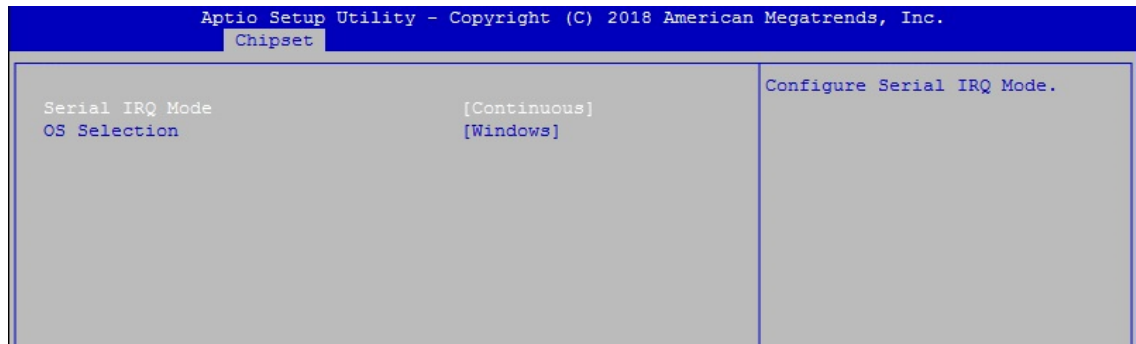 Aptio Setup Utility - Copyright (C) 2018 American Megatrends, Inc.
Chipset
Serial IRQ Mode [Continuous]
OS Selection [Windows]
Configure Serial IRQ Mode.